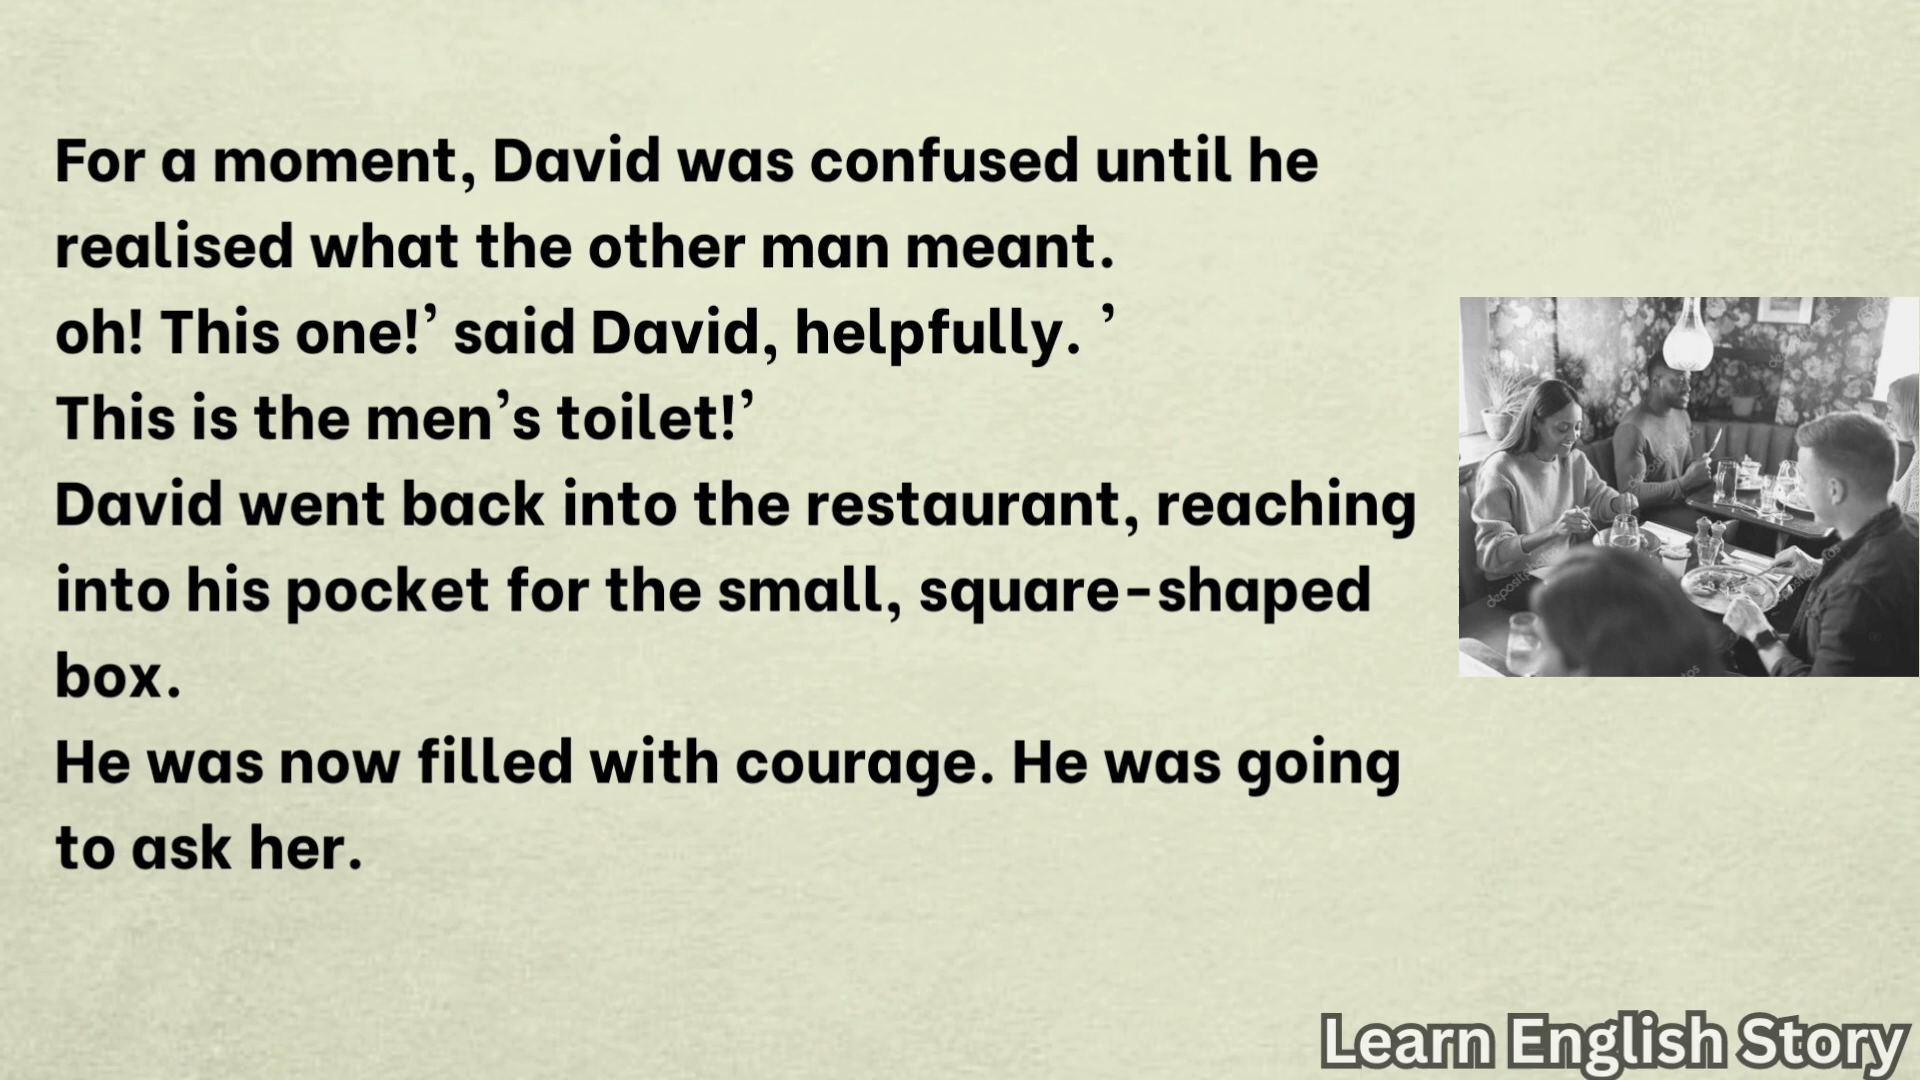 For a moment, David was confused until he
realised what the other man meant.
oh! This one!’ said David, helpfully. ’
This is the men’s toilet!’
David went back into the restaurant, reaching
into his pocket for the small, square-shaped
box.
He was now filled with courage. He was going
to ask her.
Learn English Story